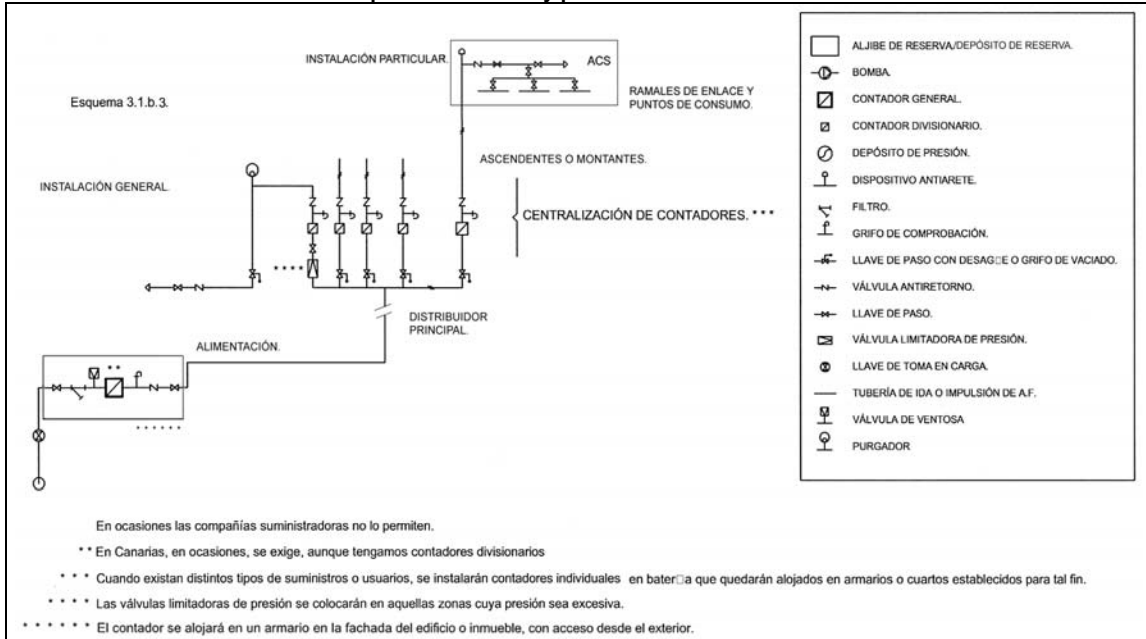 INSTALACIÓN PARTICULAR.
ACS
RAMALES DE ENLACE Y
PUNTOS DE CONSUMO.
Esquema 3.1.b.3.
ASCENDENTES O MONTANTES.
INSTALACIÓN GENERAL.
CENTRALIZACIÓN DE CONTADORES. * * *
* * * *
DISTRIBUIDOR
PRINCIPAL.
ALIMENTACIÓN.
* *
* * * * * *
ALJIBE DE RESERVA/DEPÓSITO DE RESERVA.
BOMBA.
CONTADOR GENERAL.
CONTADOR DIVISIONARIO.
DEPÓSITO DE PRESIÓN.
DISPOSITIVO ANTIARETE.
FILTRO.
GRIFO DE COMPROBACIÓN.
LLAVE DE PASO CON DESAG□E O GRIFO DE VACIADO.
VÁLVULA ANTIRETORNO.
LLAVE DE PASO.
VÁLVULA LIMITADORA DE PRESIÓN.
LLAVE DE TOMA EN CARGA.
TUBERÍA DE IDA O IMPULSIÓN DE A.F.
VÁLVULA DE VENTOSA
PURGADOR
En ocasiones las compañías suministradoras no lo permiten.
* * En Canarias, en ocasiones, se exige, aunque tengamos contadores divisionarios
* * * Cuando existan distintos tipos de suministros o usuarios, se instalarán contadores individuales en bater□a que quedarán alojados en armarios o cuartos establecidos para tal fin.
* * * * Las válvulas limitadoras de presión se colocarán en aquellas zonas cuya presión sea excesiva.
* * * * * * El contador se alojará en un armario en la fachada del edificio o inmueble, con acceso desde el exterior.